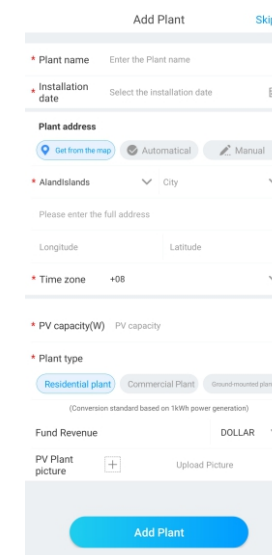 Add Plant Skip
* Plant name Enter the Plant name
* Installation date Select the installation date
Plant address
Get from the map Automatical Manual
* AlandIslands City
Please enter the full address
Longitude Latitude
* Time zone +08
* PV capacity(W) PV capacity
* Plant type
Residential plant Commercial Plant Ground-mounted plant
(Conversion standard based on 1kWh power generation)
Fund Revenue DOLLAR
PV Plant picture Upload Picture
Add Plant